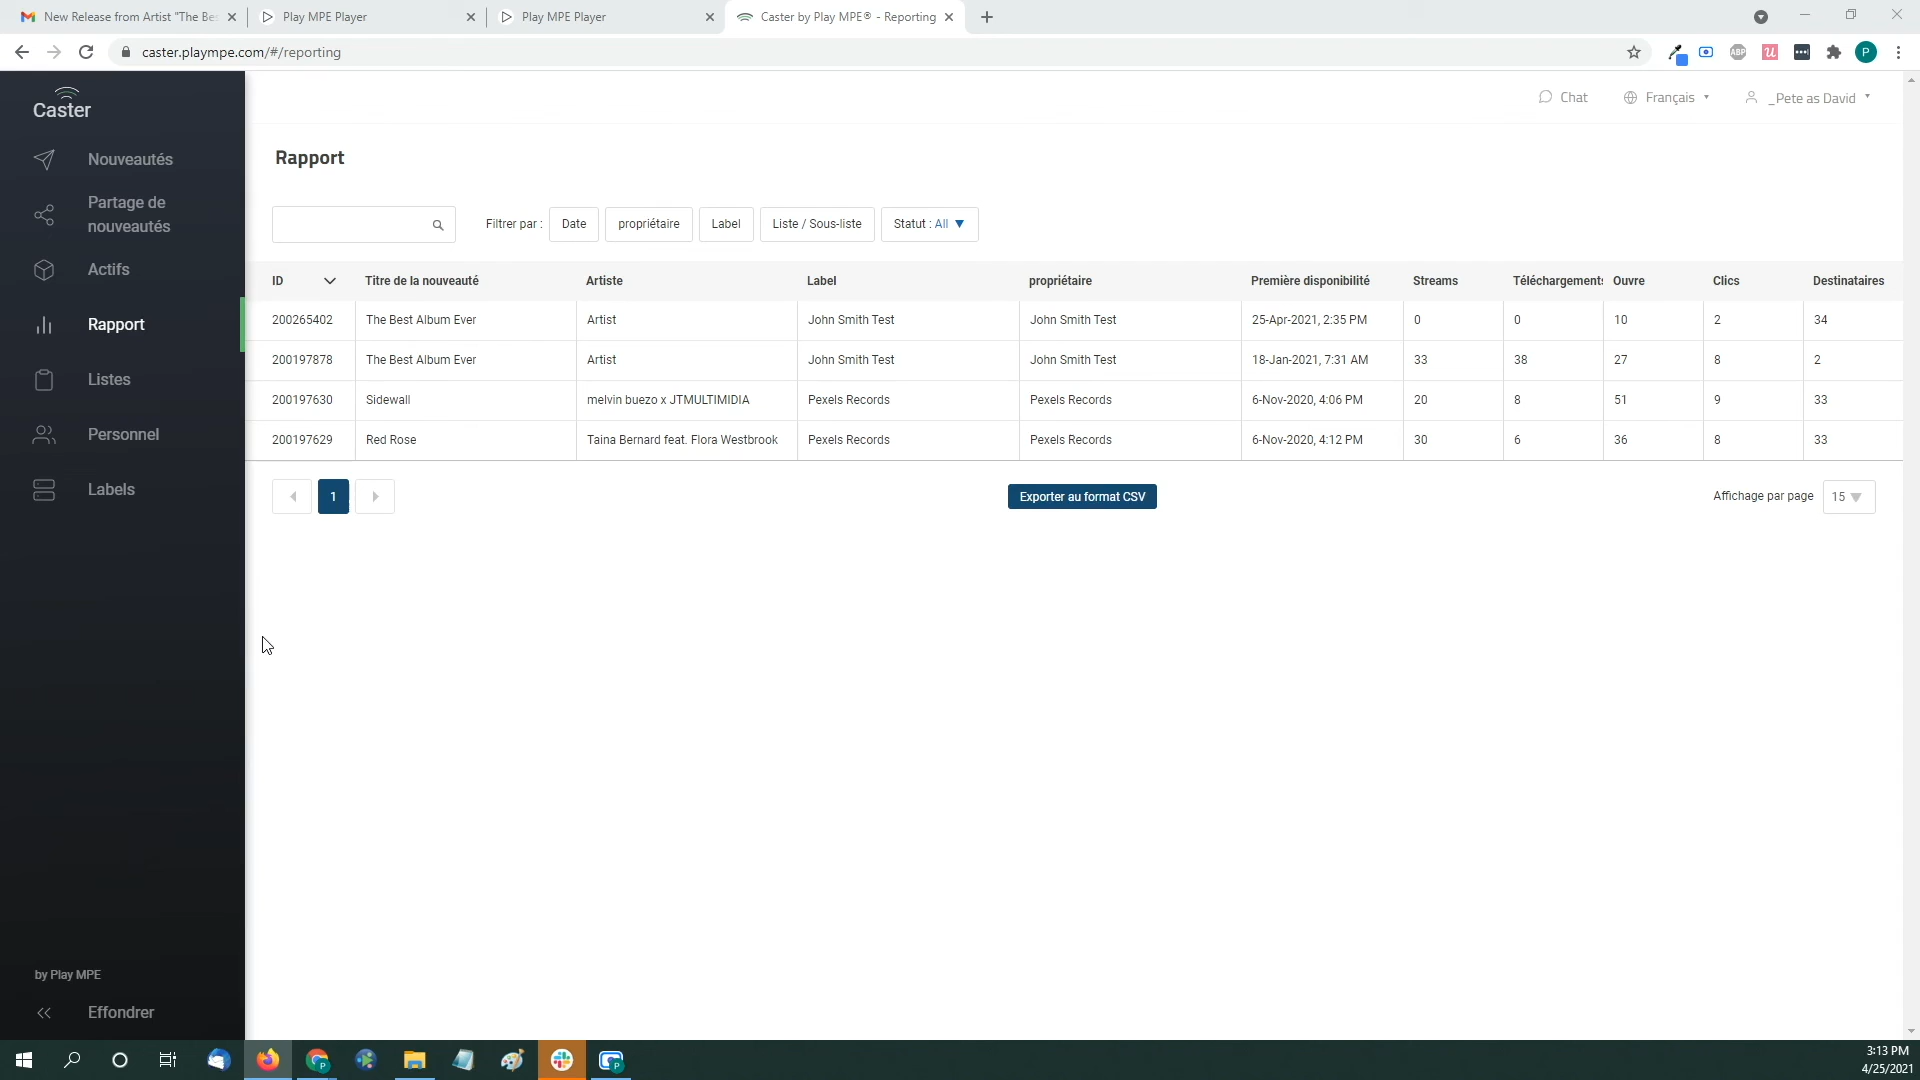 New Release from Artist "The Be
Play MPE Player
Play MPE Player
Caster by Play MPE® - Reporting
caster.plaympe.com/#/reporting
ABP
P
Caster
Chat
Français
_Pete as David
Nouveautés
Partage de
nouveautés
Actifs
Rapport
Listes
Personnel
Labels
Rapport
Filtrer par : Date propriétaire Label Liste / Sous-liste Statut : All
ID Titre de la nouveauté Artiste Label propriétaire Première disponibilité Streams Téléchargements Ouvre Clics Destinataires
200265402 The Best Album Ever Artist John Smith Test John Smith Test 25-Apr-2021, 2:35 PM 0 0 10 2 34
200197878 The Best Album Ever Artist John Smith Test John Smith Test 18-Jan-2021, 7:31 AM 33 38 27 8 2
200197630 Sidewall melvin buezo x JTMULTIMIDIA Pexels Records Pexels Records 6-Nov-2020, 4:06 PM 20 8 51 9 33
200197629 Red Rose Taina Bernard feat. Flora Westbrook Pexels Records Pexels Records 6-Nov-2020, 4:12 PM 30 6 36 8 33
1
Exporter au format CSV
Affichage par page 15
by Play MPE
Effondrer
3:13 PM
4/25/2021